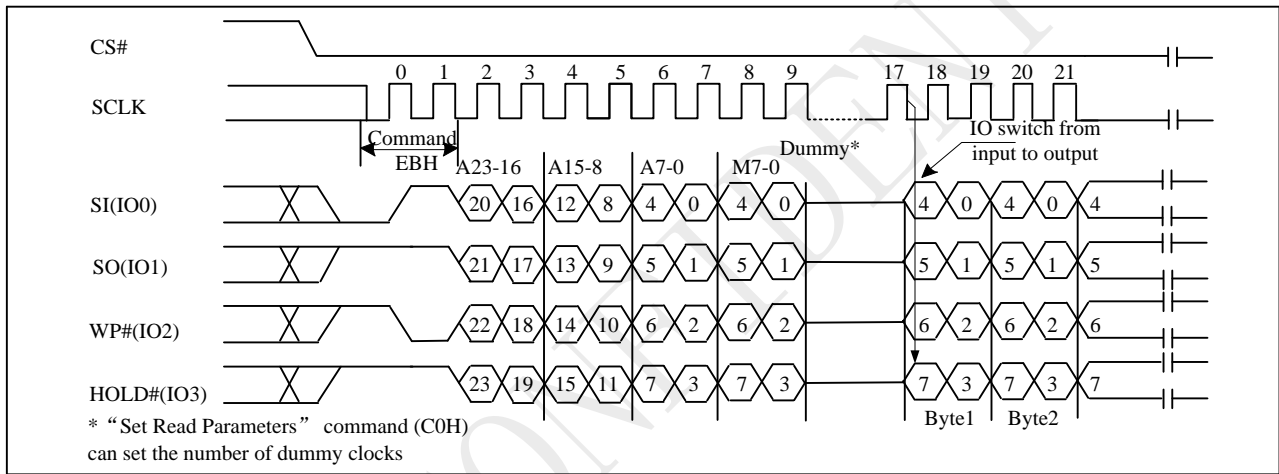 CS#
0 1 2 3 4 5 6 7 8 9 17 18 19 20 21
SCLK
Command
EBH
Dummy*
IO switch from
input to output
A23-16 A15-8 A7-0 M7-0
SI(IO0) 20 16 12 8 4 0 4 0 4 0 4 0 4
SO(IO1) 21 17 13 9 5 1 5 1 5 1 5 1 5
WP#(IO2) 22 18 14 10 6 2 6 2 6 2 6 2 6
HOLD#(IO3) 23 19 15 11 7 3 7 3 7 3 7 3 7
Byte1 Byte2
* “Set Read Parameters” command (C0H)
can set the number of dummy clocks
CONFIDENT